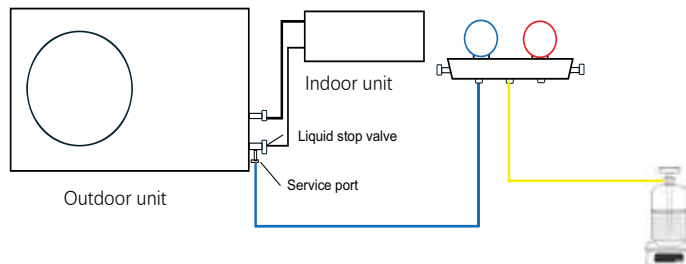 Indoor unit
Liquid stop valve
Service port
Outdoor unit